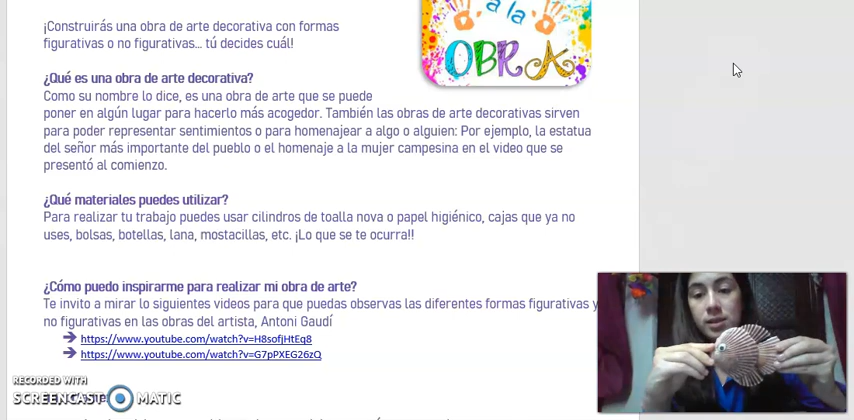 a la
OBRA
¡Construirás una obra de arte decorativa con formas
figurativas o no figurativas... tú decides cuál!
¿Qué es una obra de arte decorativa?
Como su nombre lo dice, es una obra de arte que se puede
poner en algún lugar para hacerlo más acogedor. También las obras de arte decorativas sirven
para poder representar sentimientos o para homenajear a algo o alguien: Por ejemplo, la estatua
del señor más importante del pueblo o el homenaje a la mujer campesina en el video que se
presentó al comienzo.
¿Qué materiales puedes utilizar?
Para realizar tu trabajo puedes usar cilindros de toalla nova o papel higiénico, cajas que ya no
uses, bolsas, botellas, lana, mostacillas, etc. ¡Lo que se te ocurra!!
¿Cómo puedo inspirarme para realizar mi obra de arte?
Te invito a mirar lo siguientes videos para que puedas observas las diferentes formas figurativas y
no figurativas en las obras del artista, Antoni Gaudí
➔ https://www.youtube.com/watch?v=H8sofjHtEq8
➔ https://www.youtube.com/watch?v=G7pPXEG26zQ
RECORDED WITH
SCREENCAST MATIC